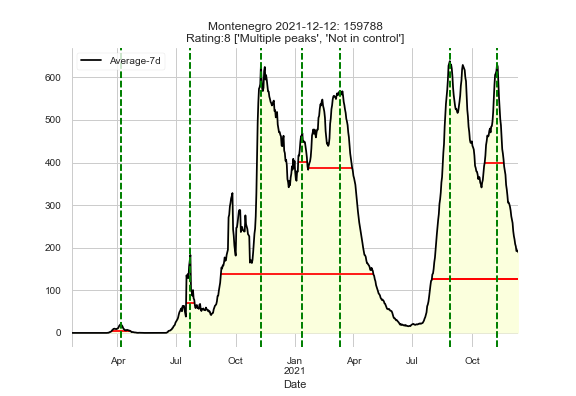 Montenegro 2021-12-12: 159788
Rating:8 ['Multiple peaks', 'Not in control']
Average-7d
600
500
400
300
200
100
0
Apr Jul Oct Jan Apr Jul Oct
2021
Date